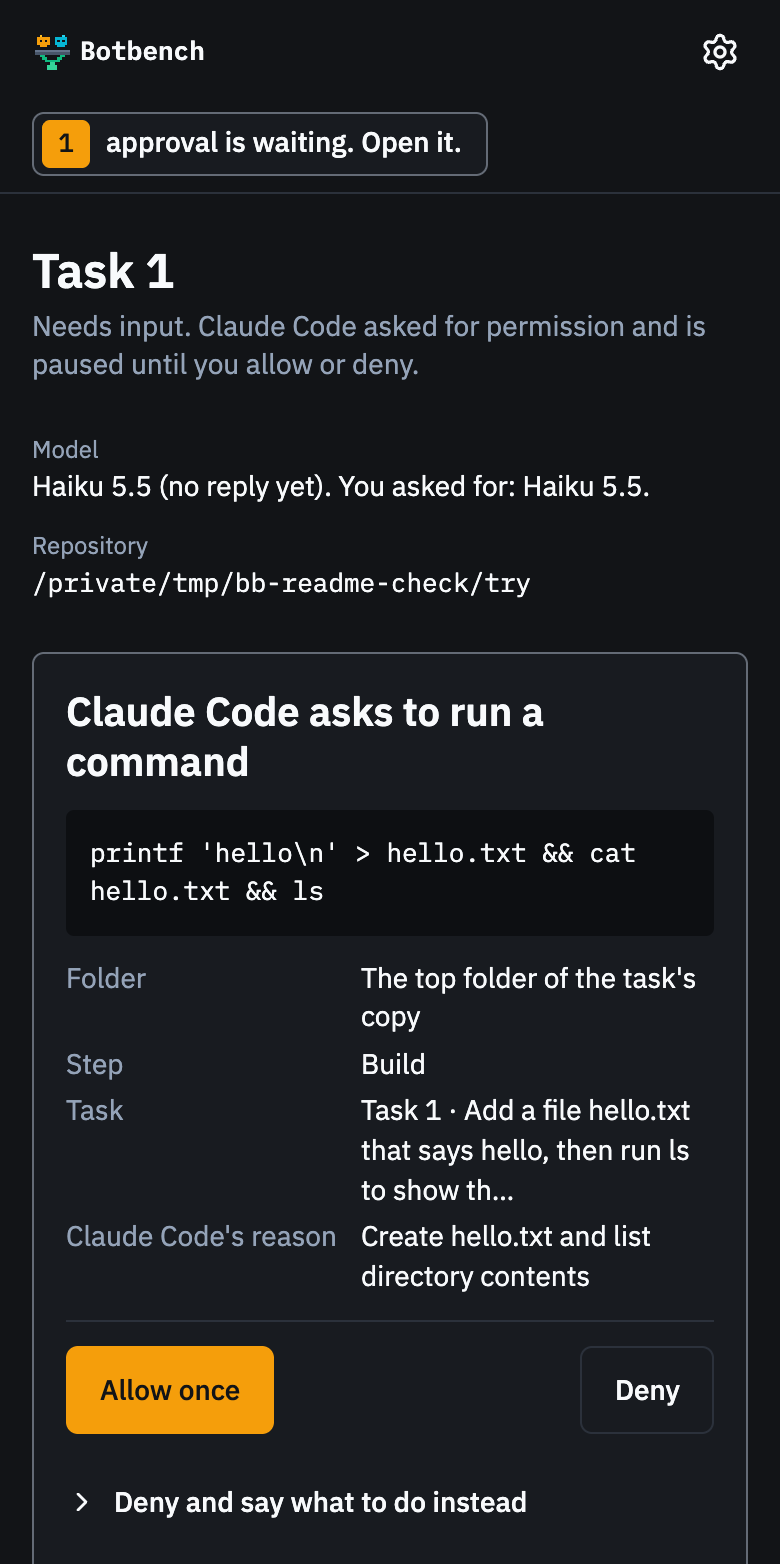 Botbench
1 approval is waiting. Open it.
Task 1
Needs input. Claude Code asked for permission and is
paused until you allow or deny.
Model
Haiku 5.5 (no reply yet). You asked for: Haiku 5.5.
Repository
/private/tmp/bb-readme-check/try
Claude Code asks to run a
command
printf 'hello\n' > hello.txt && cat
hello.txt && ls
Folder The top folder of the task's
copy
Step Build
Task Task 1 · Add a file hello.txt
that says hello, then run ls
to show th...
Claude Code's reason Create hello.txt and list
directory contents
Allow once Deny
Deny and say what to do instead